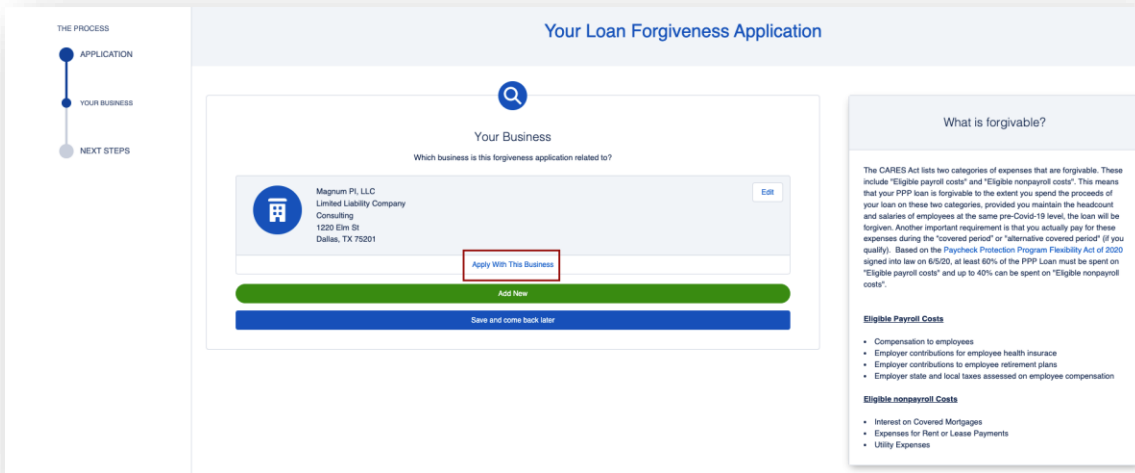 THE PROCESS
APPLICATION
YOUR BUSINESS
NEXT STEPS
Your Loan Forgiveness Application
Your Business
Which business is this forgiveness application related to?
Magnum PI, LLC
Limited Liability Company
Consulting
1220 Elm St
Dallas, TX 75201
Edit
Apply With This Business
Add New
Save and come back later
What is forgivable?
The CARES Act lists two categories of expenses that are forgivable. These
include "Eligible payroll costs" and "Eligible nonpayroll costs". This means
that your PPP loan is forgivable to the extent you spend the proceeds of
your loan on these two categories, provided you maintain the headcount
and salaries of employees at the same pre-Covid-19 level, the loan will be
forgiven. Another important requirement is that you actually pay for these
expenses during the "covered period" or "alternative covered period" (if you
qualify). Based on the Paycheck Protection Program Flexibility Act of 2020
signed into law on 6/5/20, at least 60% of the PPP Loan must be spent on
"Eligible payroll costs" and up to 40% can be spent on "Eligible nonpayroll
costs".
Eligible Payroll Costs
• Compensation to employees
• Employer contributions for employee health insurace
• Employer contributions to employee retirement plans
• Employer state and local taxes assessed on employee compensation
Eligible nonpayroll Costs
• Interest on Covered Mortgages
• Expenses for Rent or Lease Payments
• Utility Expenses